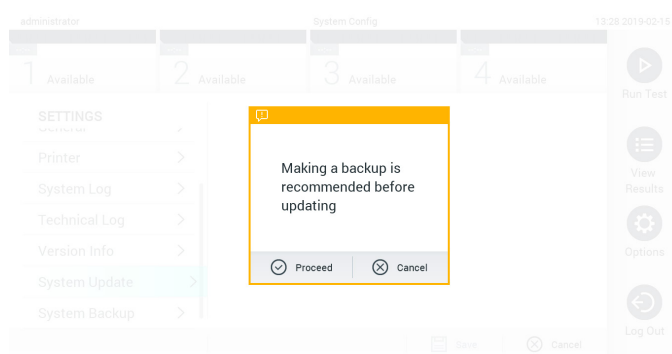 administrator System Config 13:28 2019-02-15
1 Available 2 Available 3 Available 4 Available
Run Test
SETTINGS
General
Printer
System Log
Technical Log
Version Info
System Update
System Backup
Making a backup is
recommended before
updating
Proceed Cancel
View
Results
Options
Log Out
Save Cancel